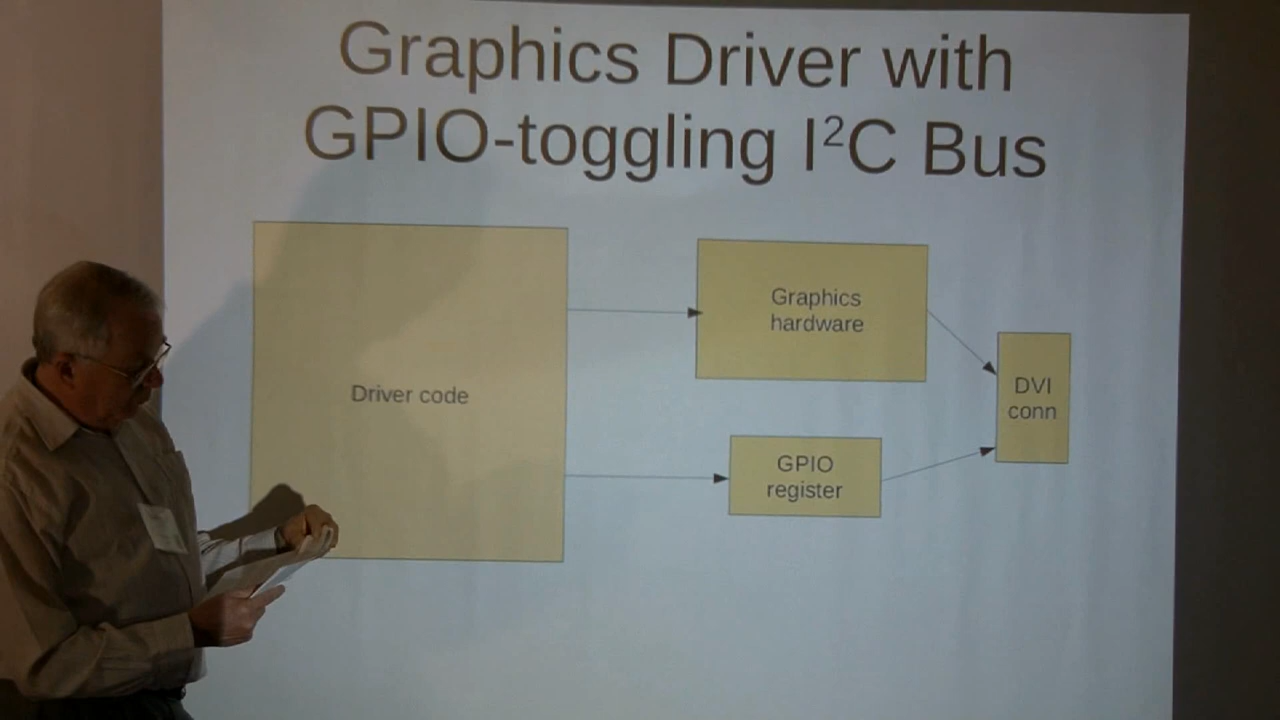 Graphics Driver with
GPIO-toggling I²C Bus
Driver code
Graphics
hardware
GPIO
register
DVI
conn